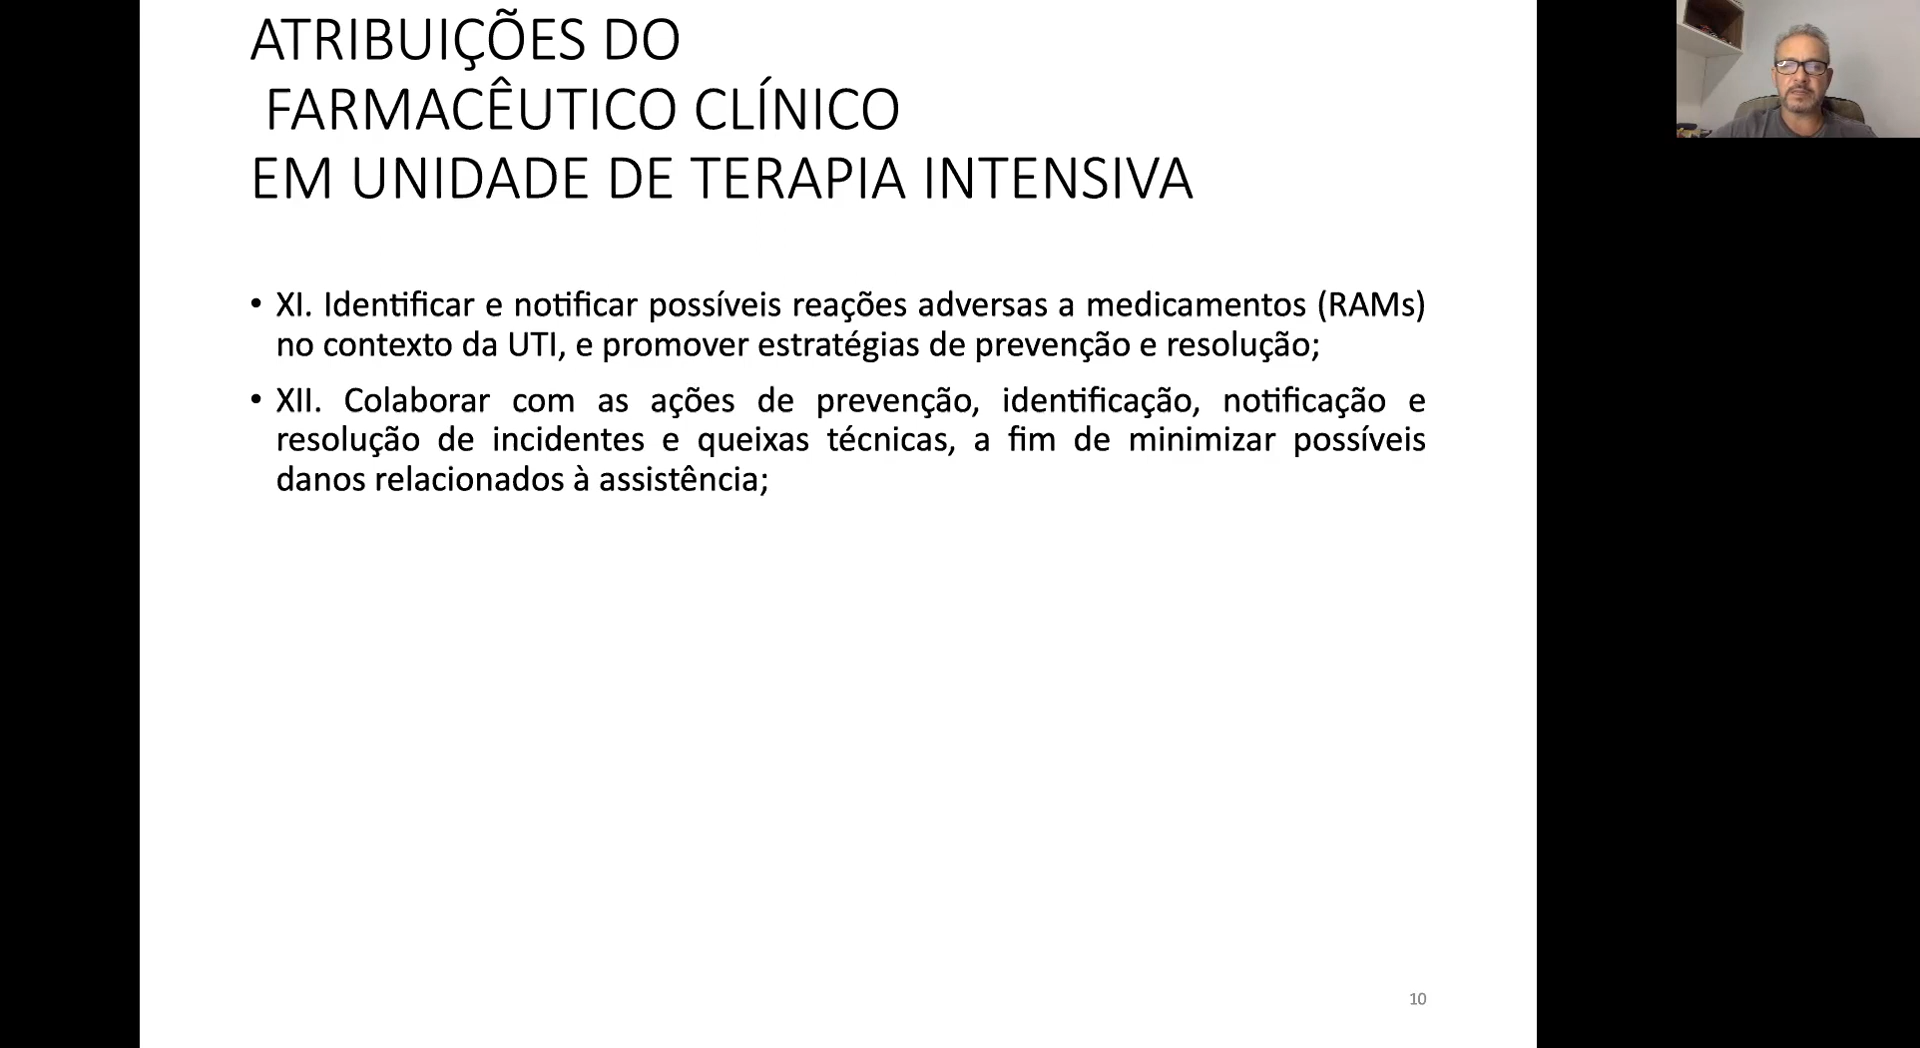 ATRIBUIÇÕES DO
FARMACÊUTICO CLÍNICO
EM UNIDADE DE TERAPIA INTENSIVA
• XI. Identificar e notificar possíveis reações adversas a medicamentos (RAMs)
no contexto da UTI, e promover estratégias de prevenção e resolução;
• XII. Colaborar com as ações de prevenção, identificação, notificação e
resolução de incidentes e queixas técnicas, a fim de minimizar possíveis
danos relacionados à assistência;
10